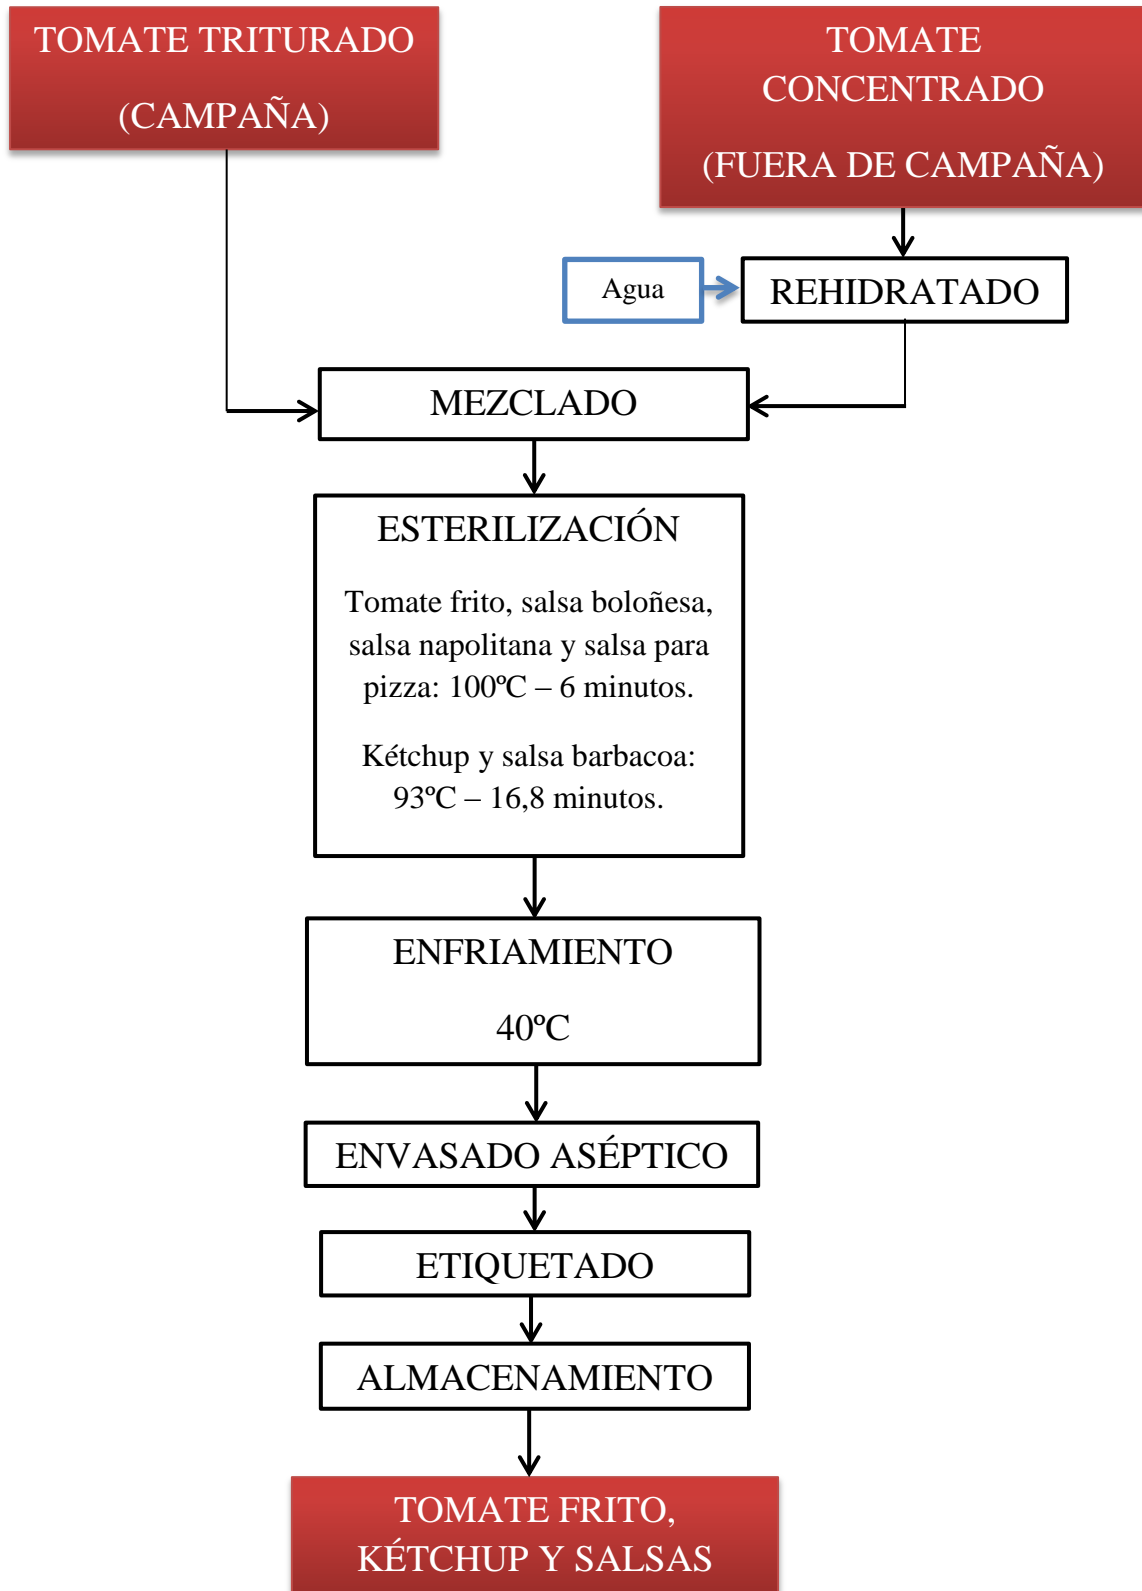 TOMATE TRITURADO
(CAMPAÑA)
TOMATE
CONCENTRADO
(FUERA DE CAMPAÑA)
Agua
REHIDRATADO
MEZCLADO
ESTERILIZACIÓN
Tomate frito, salsa boloñesa,
salsa napolitana y salsa para
pizza: 100ºC – 6 minutos.
Kétchup y salsa barbacoa:
93ºC – 16,8 minutos.
ENFRIAMIENTO
40ºC
ENVASADO ASÉPTICO
ETIQUETADO
ALMACENAMIENTO
TOMATE FRITO,
KÉTCHUP Y SALSAS